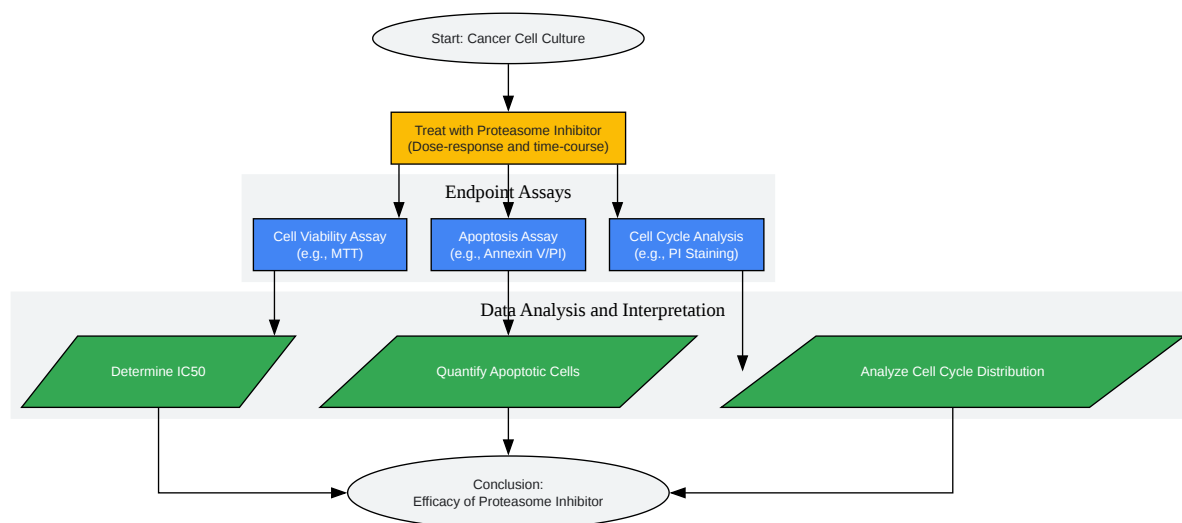 Start: Cancer Cell Culture
Treat with Proteasome Inhibitor
(Dose-response and time-course)
Endpoint Assays
Cell Viability Assay
(e.g., MTT)
Apoptosis Assay
(e.g., Annexin V/PI)
Cell Cycle Analysis
(e.g., PI Staining)
Data Analysis and Interpretation
Determine IC50
Quantify Apoptotic Cells
Analyze Cell Cycle Distribution
Conclusion:
Efficacy of Proteasome Inhibitor